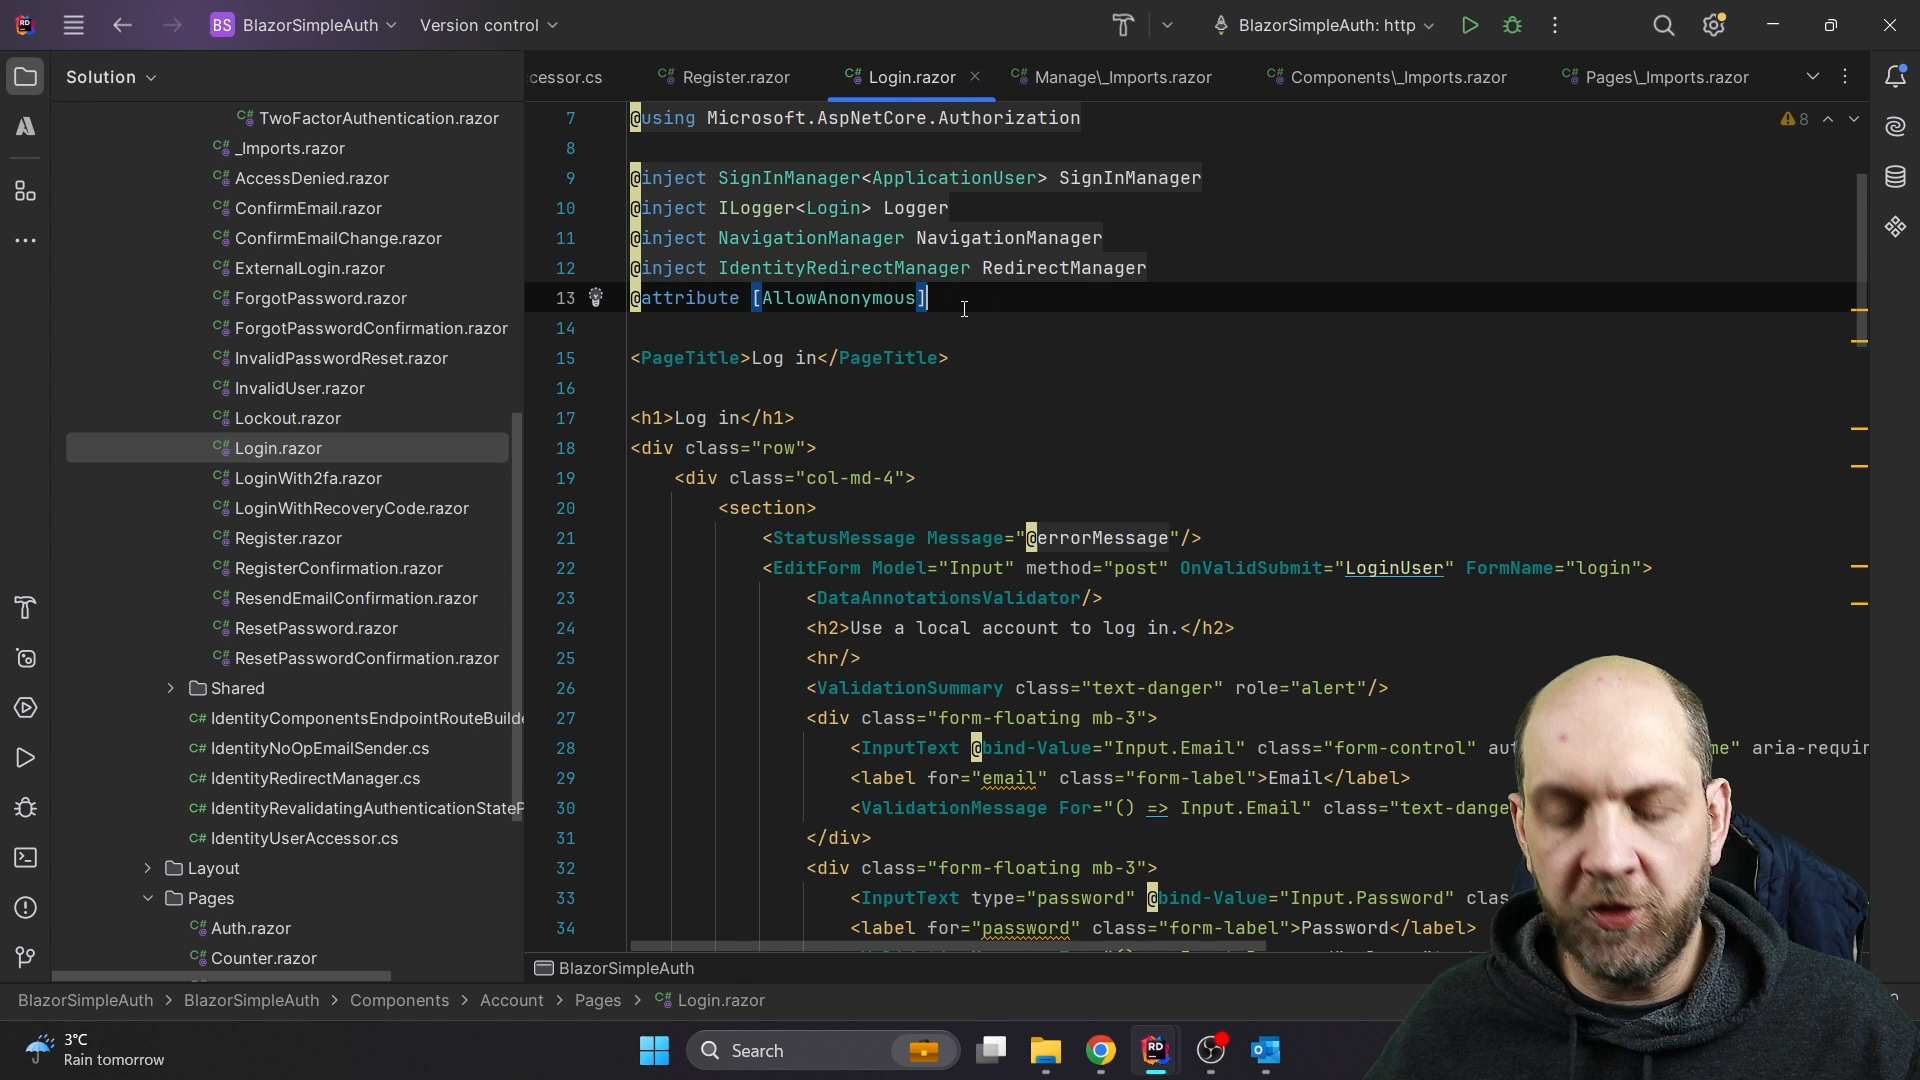 BS BlazorSimpleAuth Version control BlazorSimpleAuth: http
Solution
cessor.cs Register.razor Login.razor Manage\_Imports.razor Components\_Imports.razor Pages\_Imports.razor
TwoFactorAuthentication.razor
_Imports.razor
AccessDenied.razor
ConfirmEmail.razor
ConfirmEmailChange.razor
ExternalLogin.razor
ForgotPassword.razor
ForgotPasswordConfirmation.razor
InvalidPasswordReset.razor
InvalidUser.razor
Lockout.razor
Login.razor
LoginWith2fa.razor
LoginWithRecoveryCode.razor
Register.razor
RegisterConfirmation.razor
ResendEmailConfirmation.razor
ResetPassword.razor
ResetPasswordConfirmation.razor
Shared
C# IdentityComponentsEndpointRouteBuilde
C# IdentityNoOpEmailSender.cs
C# IdentityRedirectManager.cs
C# IdentityRevalidatingAuthenticationStateP
C# IdentityUserAccessor.cs
Layout
Pages
Auth.razor
Counter.razor
8
7 @using Microsoft.AspNetCore.Authorization
8
9 @inject SignInManager<ApplicationUser> SignInManager
10 @inject ILogger<Login> Logger
11 @inject NavigationManager NavigationManager
12 @inject IdentityRedirectManager RedirectManager
13 @attribute [AllowAnonymous]
14
15 <PageTitle>Log in</PageTitle>
16
17 <h1>Log in</h1>
18 <div class="row">
19 <div class="col-md-4">
20 <section>
21 <StatusMessage Message="@errorMessage"/>
22 <EditForm Model="Input" method="post" OnValidSubmit="LoginUser" FormName="login">
23 <DataAnnotationsValidator/>
24 <h2>Use a local account to log in.</h2>
25 <hr/>
26 <ValidationSummary class="text-danger" role="alert"/>
27 <div class="form-floating mb-3">
28 <InputText @bind-Value="Input.Email" class="form-control" aut me" aria-requir
29 <label for="email" class="form-label">Email</label>
30 <ValidationMessage For="() => Input.Email" class="text-dange
31 </div>
32 <div class="form-floating mb-3">
33 <InputText type="password" @bind-Value="Input.Password" clas
34 <label for="password" class="form-label">Password</label>
BlazorSimpleAuth
BlazorSimpleAuth > BlazorSimpleAuth > Components > Account > Pages > Login.razor
3°C
Rain tomorrow
Search